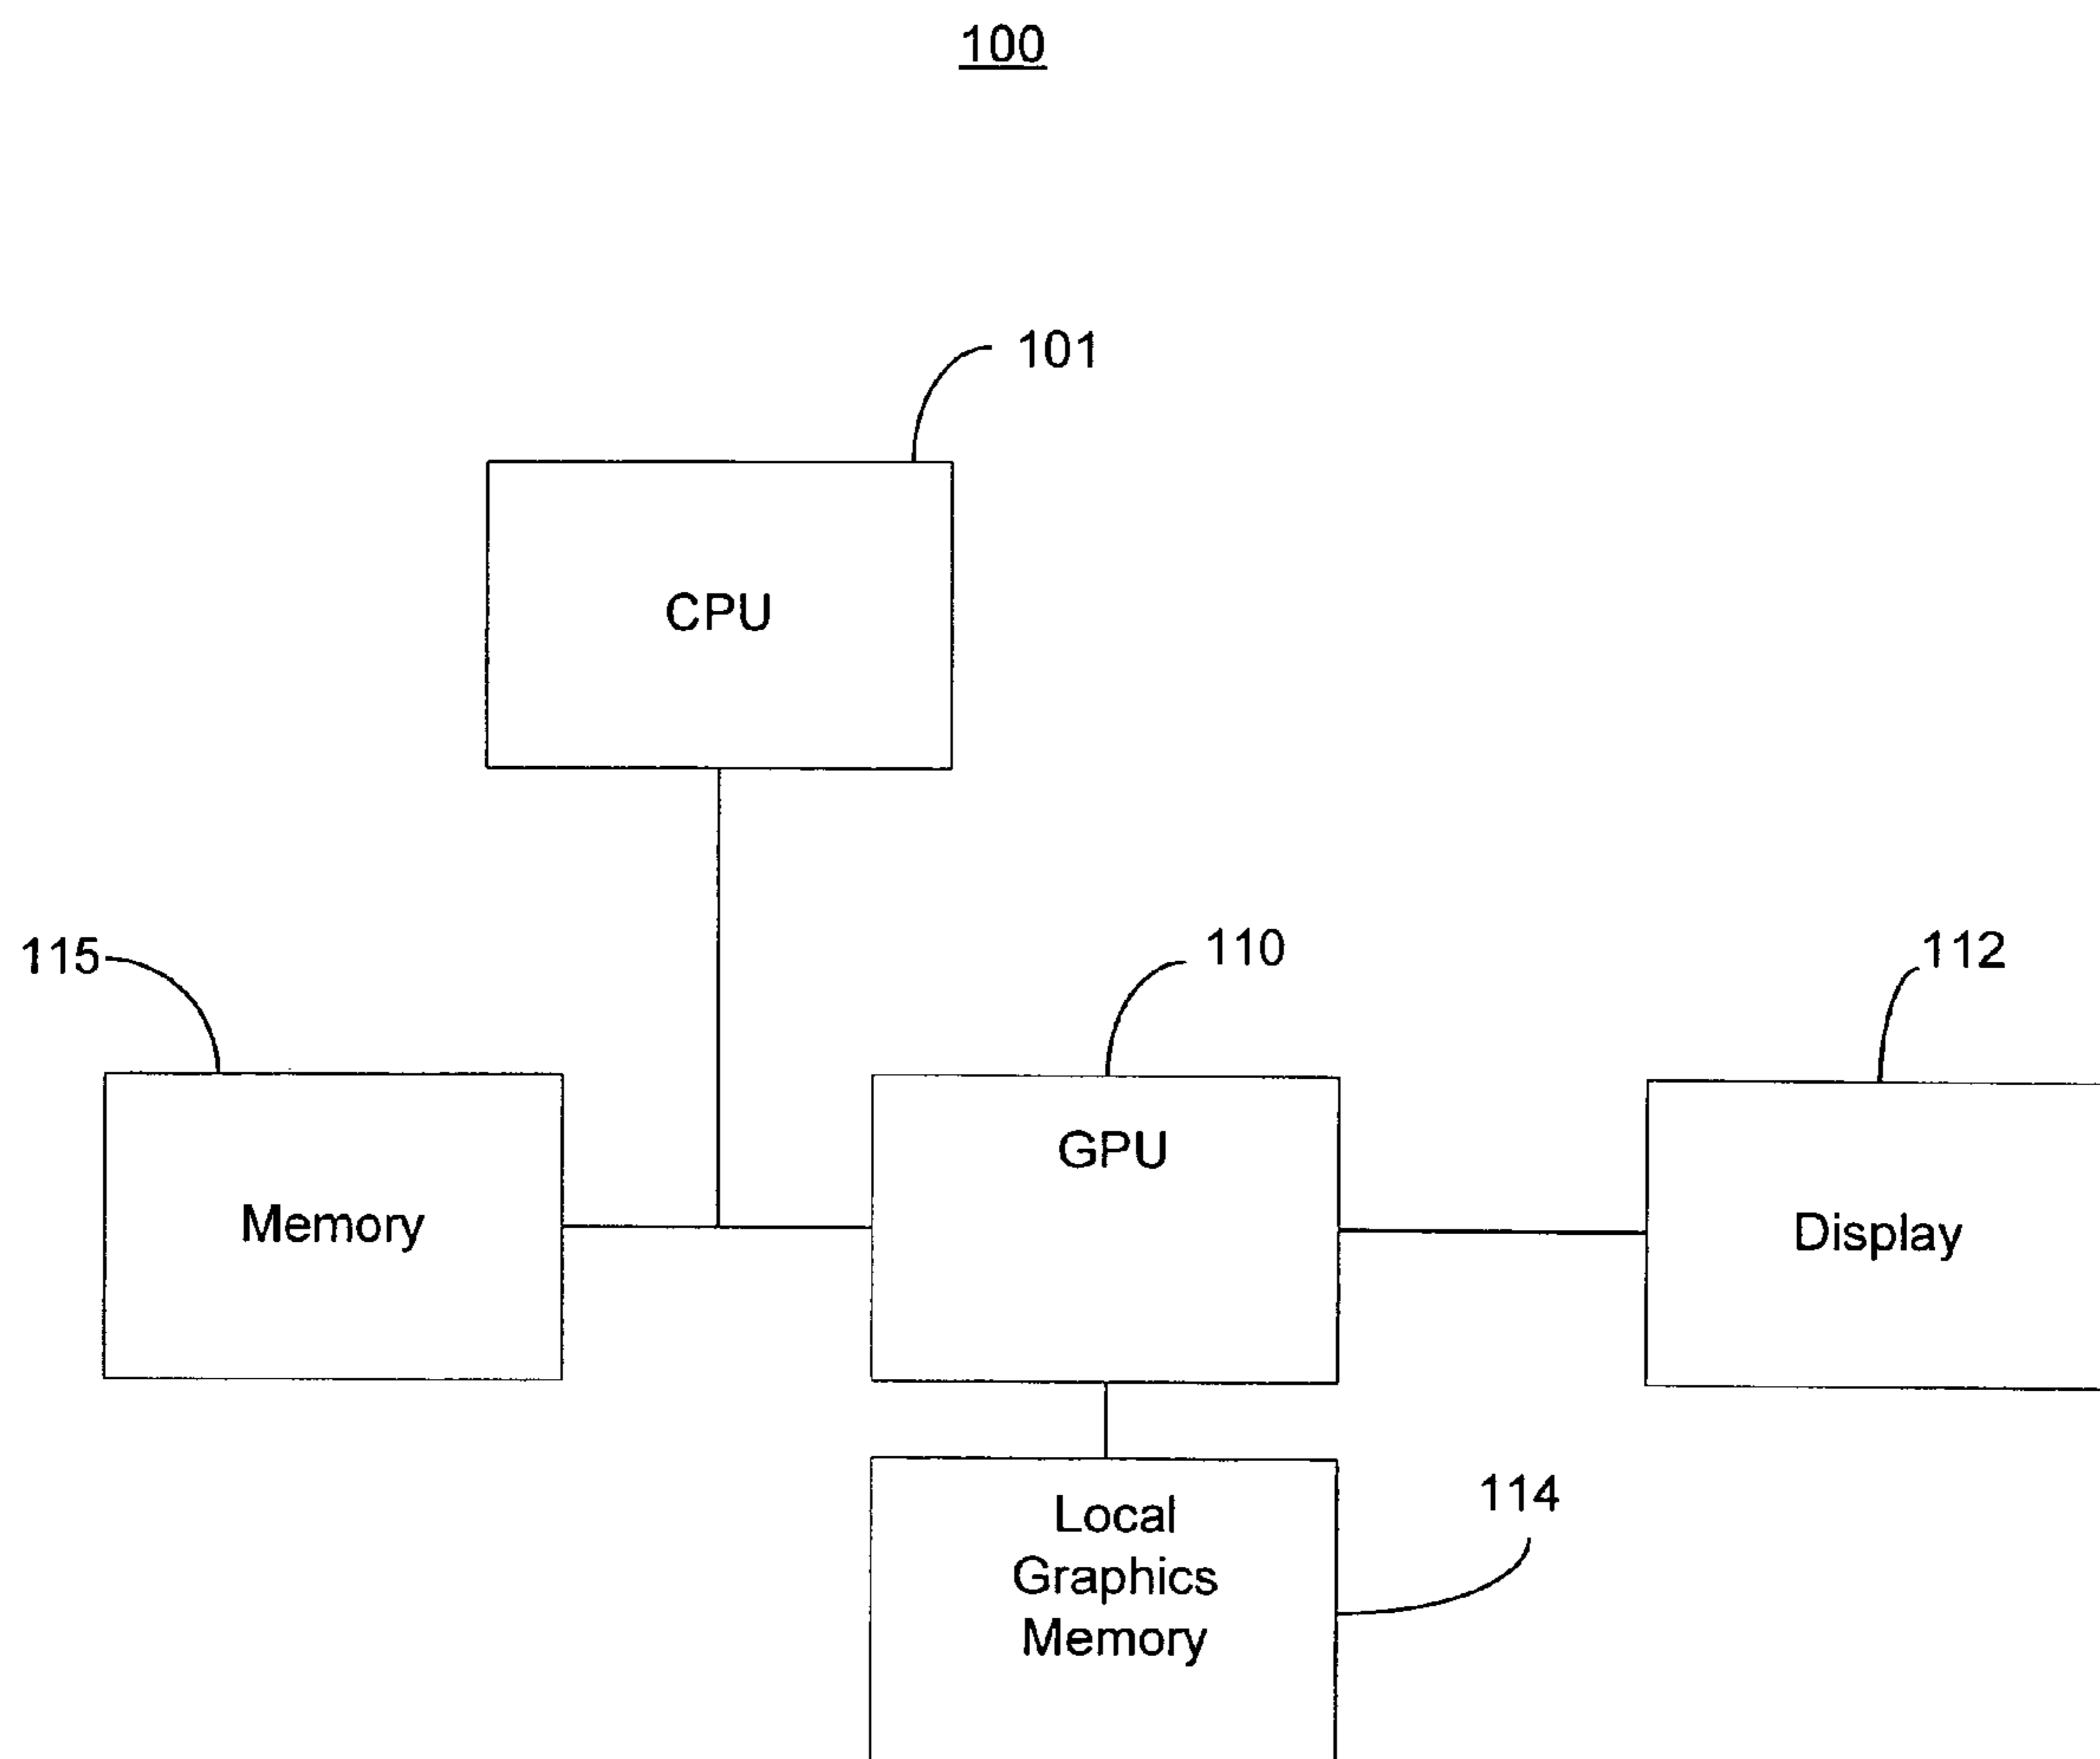 100
101
CPU
115
110
112
GPU
Memory
Display
114
Local
Graphics
Memory